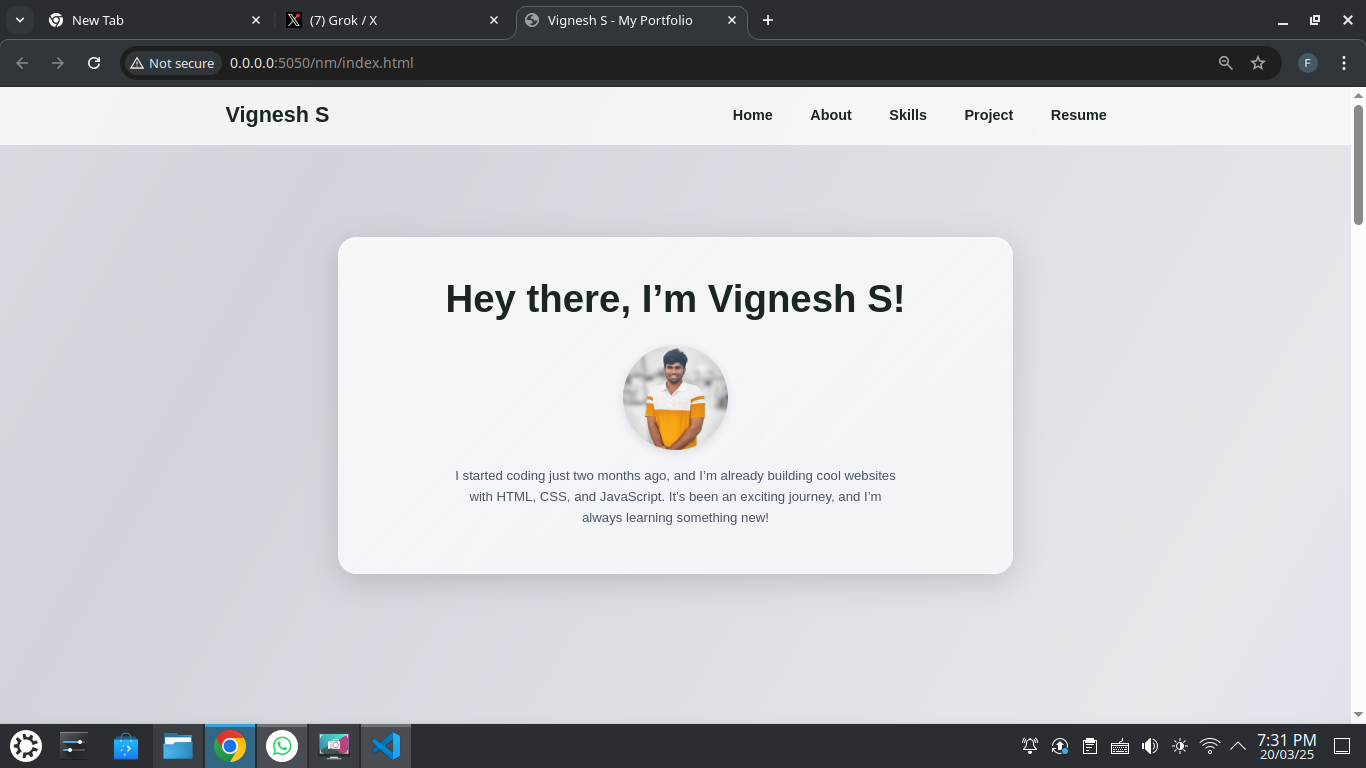 New Tab
(7) Grok / X
Vignesh S - My Portfolio
Not secure
0.0.0.0:5050/nm/index.html
F
Vignesh S
Home
About
Skills
Project
Resume
Hey there, I’m Vignesh S!
I started coding just two months ago, and I’m already building cool websites
with HTML, CSS, and JavaScript. It’s been an exciting journey, and I’m
always learning something new!
7:31 PM
20/03/25